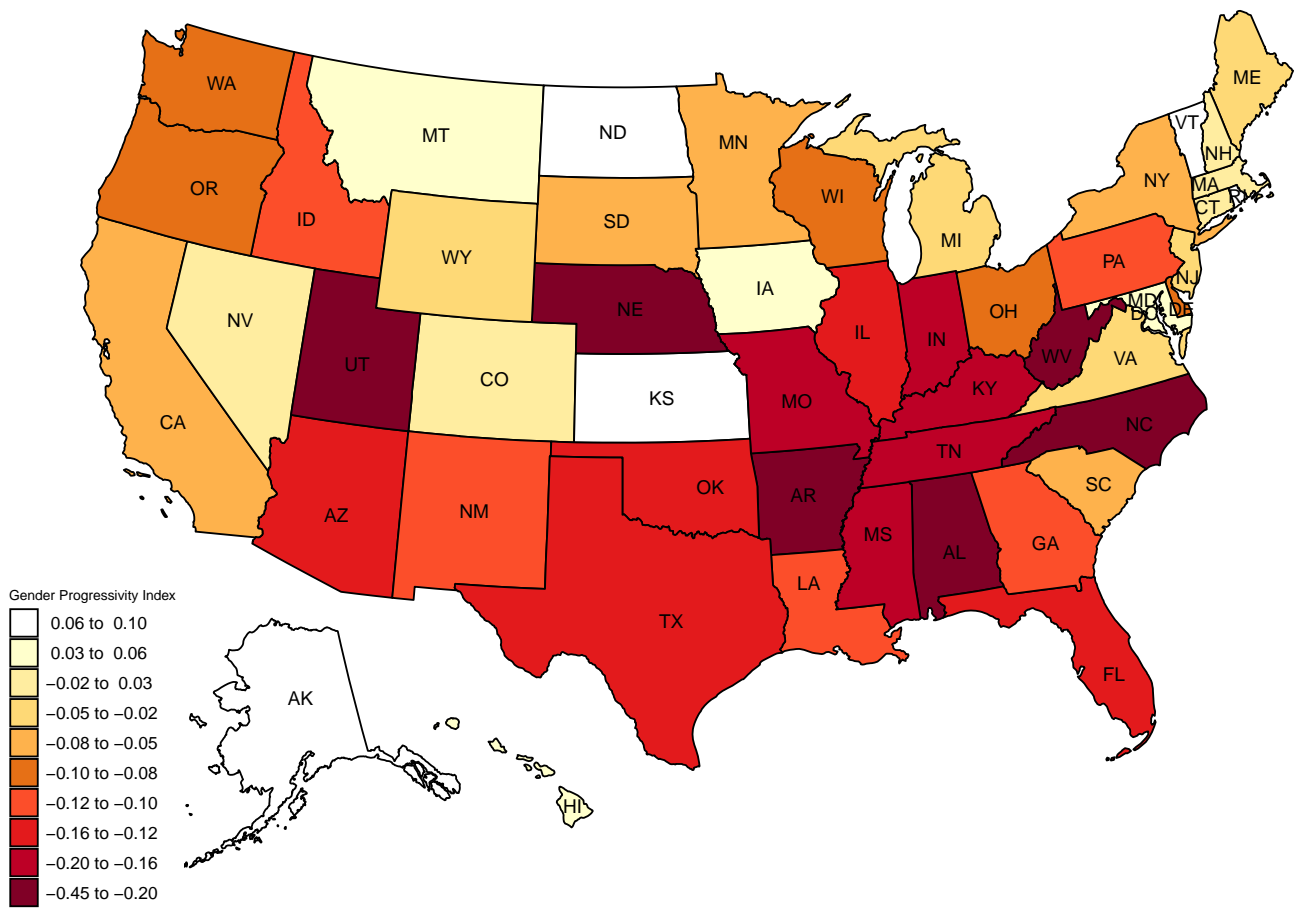 ME
WA
VT
ND
MT
MN
NH
NY
MA
OR
WI
RI
CT
ID
SD
MI
WY
PA
NJ
IA
MD
NE
DE
OH
DC
NV
IL
IN
WV
VA
UT
CO
KY
KS
MO
CA
NC
TN
SC
OK
AR
AZ
NM
MS
GA
AL
LA
TX
FL
AK
HI
Gender Progressivity Index
0.06 to 0.10
0.03 to 0.06
−0.02 to 0.03
−0.05 to −0.02
−0.08 to −0.05
−0.10 to −0.08
−0.12 to −0.10
−0.16 to −0.12
−0.20 to −0.16
−0.45 to −0.20